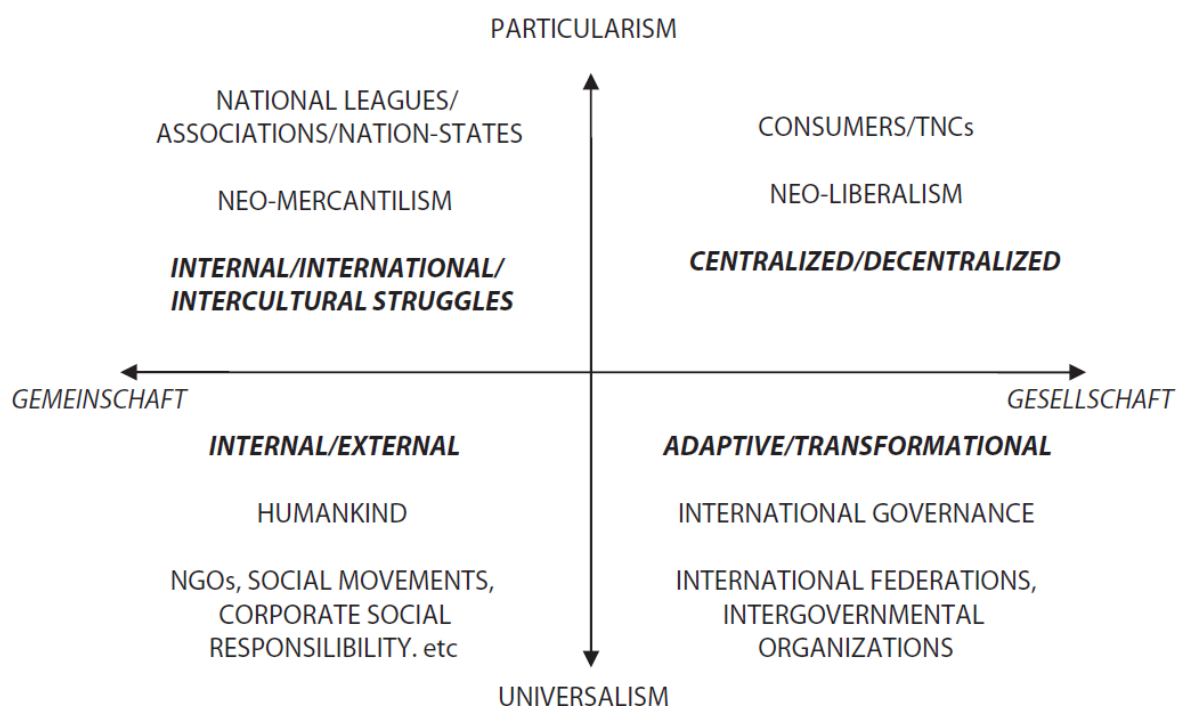 PARTICULARISM
NATIONAL LEAGUES/
ASSOCIATIONS/NATION-STATES
NEO-MERCANTILISM
INTERNAL/INTERNATIONAL/
INTERCULTURAL STRUGGLES
CONSUMERS/TNCs
NEO-LIBERALISM
CENTRALIZED/DECENTRALIZED
GEMEINSCHAFT
GESELLSCHAFT
INTERNAL/EXTERNAL
HUMANKIND
NGOs, SOCIAL MOVEMENTS,
CORPORATE SOCIAL
RESPONSILIBILITY. etc
ADAPTIVE/TRANSFORMATIONAL
INTERNATIONAL GOVERNANCE
INTERNATIONAL FEDERATIONS,
INTERGOVERNMENTAL
ORGANIZATIONS
UNIVERSALISM